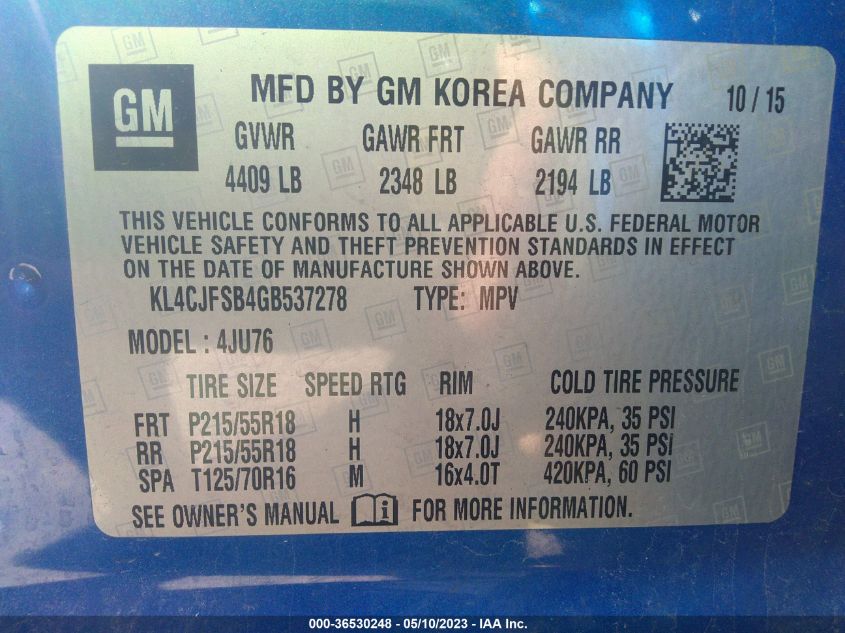 GM
MFD BY GM KOREA COMPANY 10/15
GVWR GAWR FRT GAWR RR
4409 LB 2348 LB 2194 LB
THIS VEHICLE CONFORMS TO ALL APPLICABLE U.S. FEDERAL MOTOR
VEHICLE SAFETY AND THEFT PREVENTION STANDARDS IN EFFECT
ON THE DATE OF MANUFACTURE SHOWN ABOVE.
KL4CJFSB4GB537278 TYPE: MPV
MODEL : 4JU76
TIRE SIZE SPEED RTG RIM COLD TIRE PRESSURE
FRT P215/55R18 H 18x7.0J 240KPA, 35 PSI
RR P215/55R18 H 18x7.0J 240KPA, 35 PSI
SPA T125/70R16 M 16x4.0T 420KPA, 60 PSI
SEE OWNER'S MANUAL i FOR MORE INFORMATION.
000-36530248 - 05/10/2023 - IAA Inc.